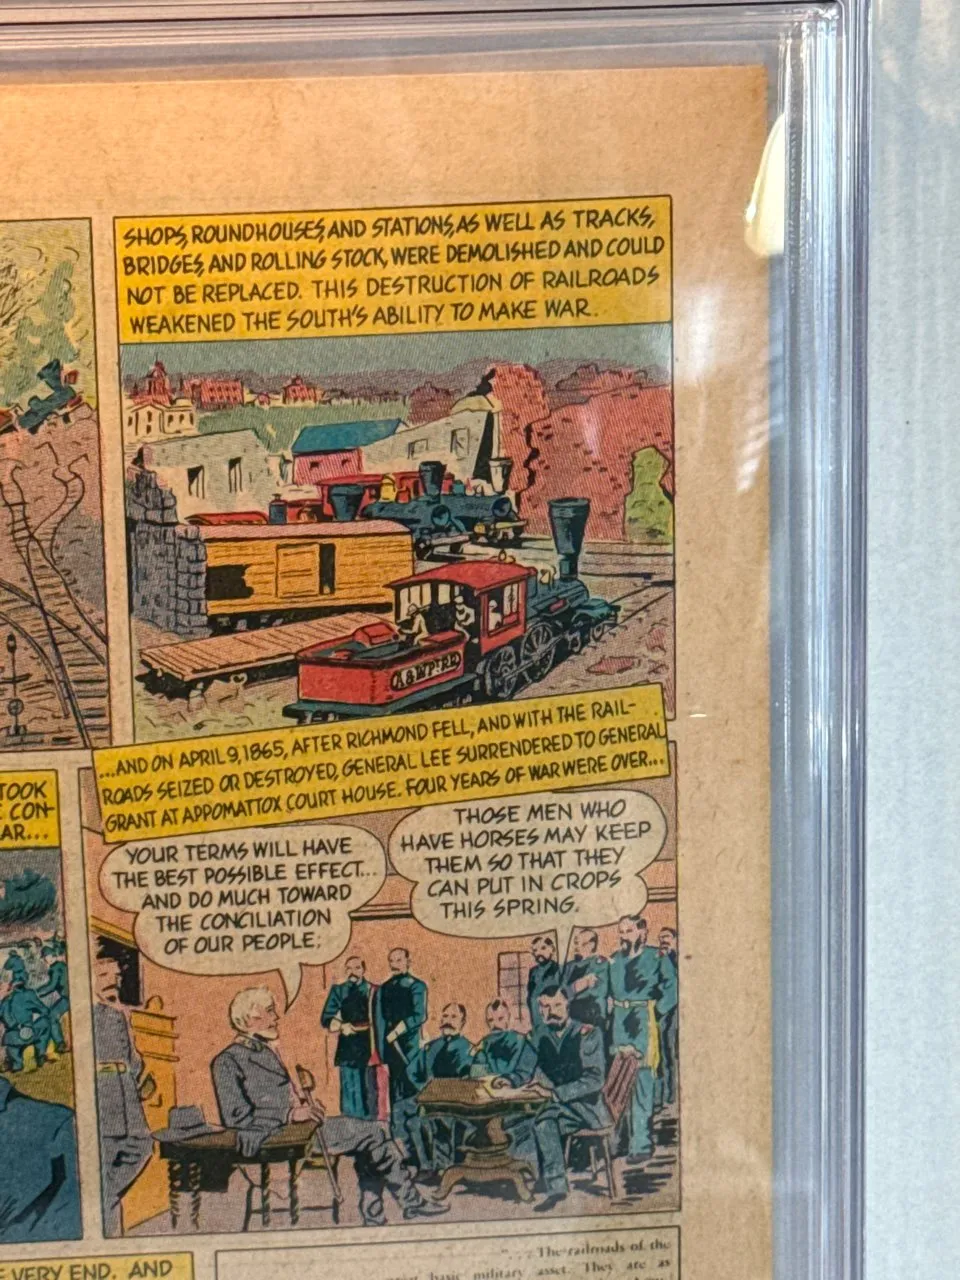 SHOPS, ROUNDHOUSES, AND STATIONS, AS WELL AS TRACKS,
BRIDGES, AND ROLLING STOCK, WERE DEMOLISHED AND COULD
NOT BE REPLACED. THIS DESTRUCTION OF RAILROADS
WEAKENED THE SOUTH'S ABILITY TO MAKE WAR.
...AND ON APRIL 9, 1865, AFTER RICHMOND FELL, AND WITH THE RAIL-
ROADS SEIZED OR DESTROYED, GENERAL LEE SURRENDERED TO GENERAL
GRANT AT APPOMATTOX COURT HOUSE. FOUR YEARS OF WAR WERE OVER...
TOOK
CON-
AR...
YOUR TERMS WILL HAVE
THE BEST POSSIBLE EFFECT...
AND DO MUCH TOWARD
THE CONCILIATION
OF OUR PEOPLE;
THOSE MEN WHO
HAVE HORSES MAY KEEP
THEM SO THAT THEY
CAN PUT IN CROPS
THIS SPRING.
VERY END. AND
"... The railroads of the
basic military asset. They are as